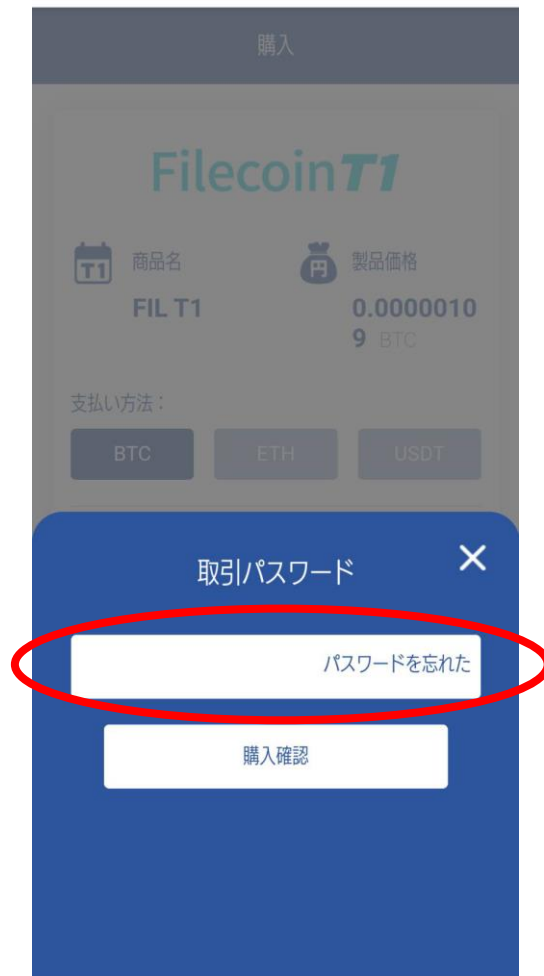 購入
FilecoinT1
T1 商品名
FIL T1
円 製品価格
0.0000010
9 BTC
支払い方法：
BTC ETH USDT
取引パスワード
パスワードを忘れた
購入確認